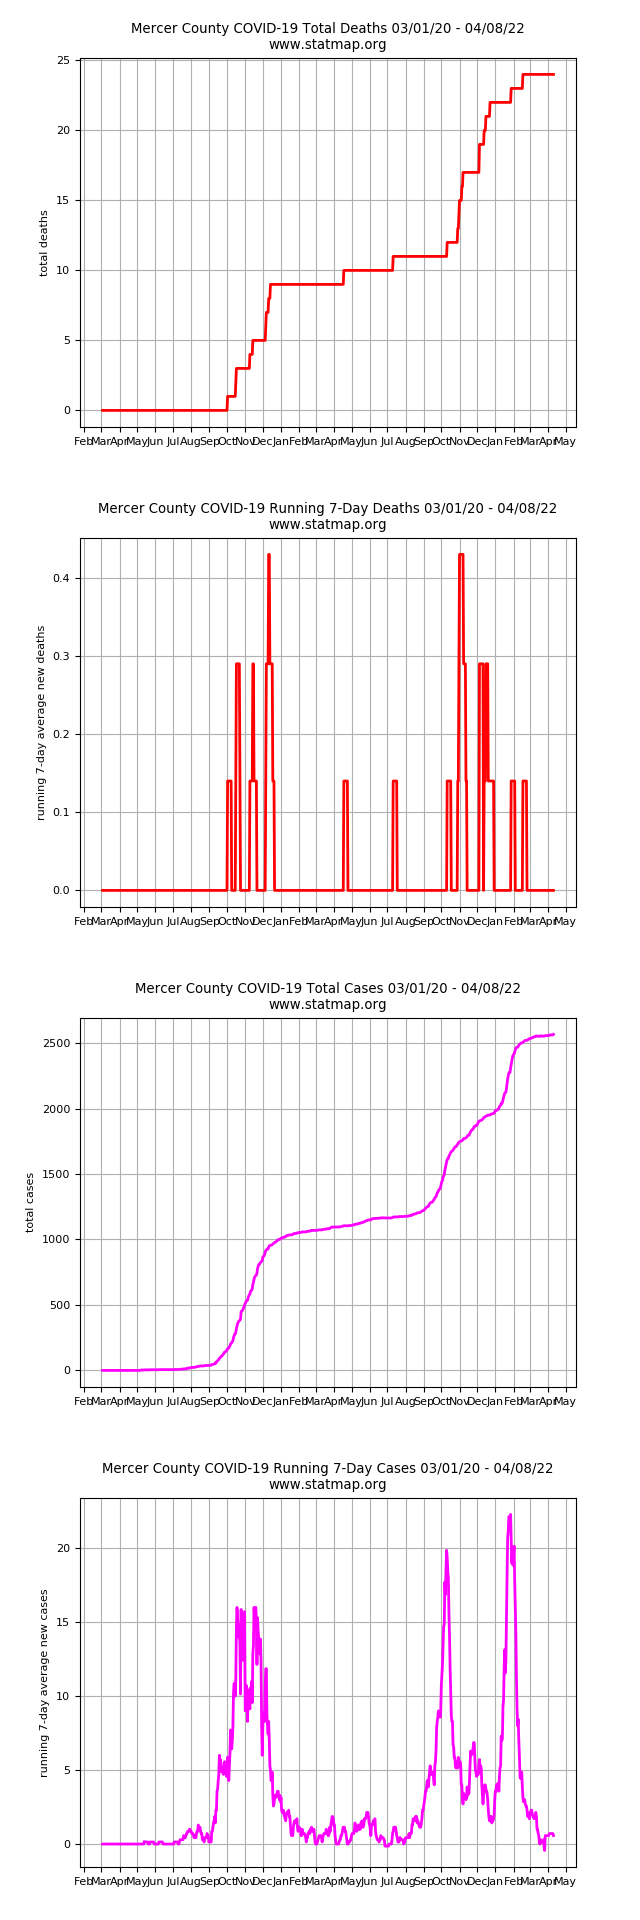 Mercer County COVID-19 Total Deaths 03/01/20 - 04/08/22
www.statmap.org
25
20
15
10
5
0
total deaths
Feb Mar Apr May Jun Jul Aug Sep Oct Nov Dec Jan Feb Mar Apr May Jun Jul Aug Sep Oct Nov Dec Jan Feb Mar Apr May
Mercer County COVID-19 Running 7-Day Deaths 03/01/20 - 04/08/22
www.statmap.org
0.4
0.3
0.2
0.1
0.0
running 7-day average new deaths
Feb Mar Apr May Jun Jul Aug Sep Oct Nov Dec Jan Feb Mar Apr May Jun Jul Aug Sep Oct Nov Dec Jan Feb Mar Apr May
Mercer County COVID-19 Total Cases 03/01/20 - 04/08/22
www.statmap.org
2500
2000
1500
1000
500
0
total cases
Feb Mar Apr May Jun Jul Aug Sep Oct Nov Dec Jan Feb Mar Apr May Jun Jul Aug Sep Oct Nov Dec Jan Feb Mar Apr May
Mercer County COVID-19 Running 7-Day Cases 03/01/20 - 04/08/22
www.statmap.org
20
15
10
5
0
running 7-day average new cases
Feb Mar Apr May Jun Jul Aug Sep Oct Nov Dec Jan Feb Mar Apr May Jun Jul Aug Sep Oct Nov Dec Jan Feb Mar Apr May